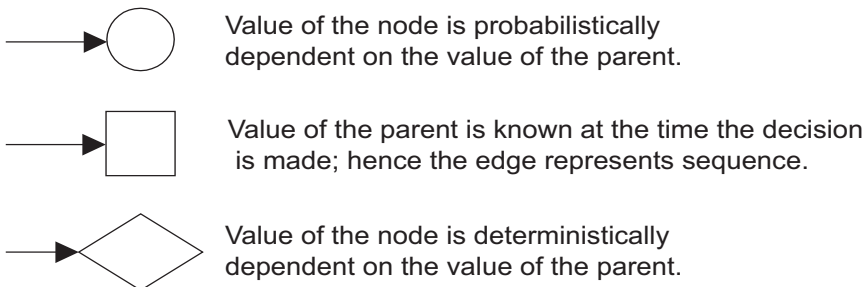 Value of the node is probabilistically
dependent on the value of the parent.
Value of the parent is known at the time the decision
is made; hence the edge represents sequence.
Value of the node is deterministically
dependent on the value of the parent.